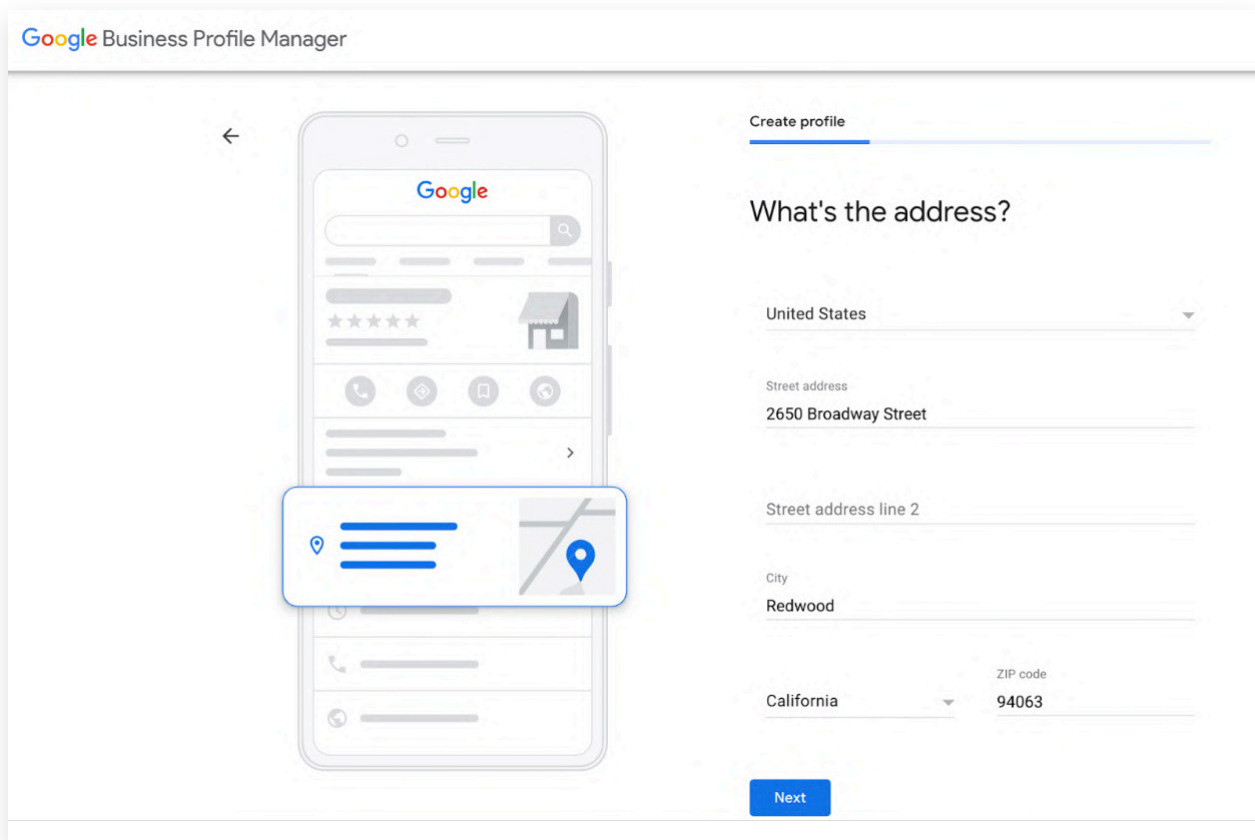 Google Business Profile Manager
Google
Create profile
What's the address?
United States
Street address
2650 Broadway Street
Street address line 2
City
Redwood
California
ZIP code
94063
Next